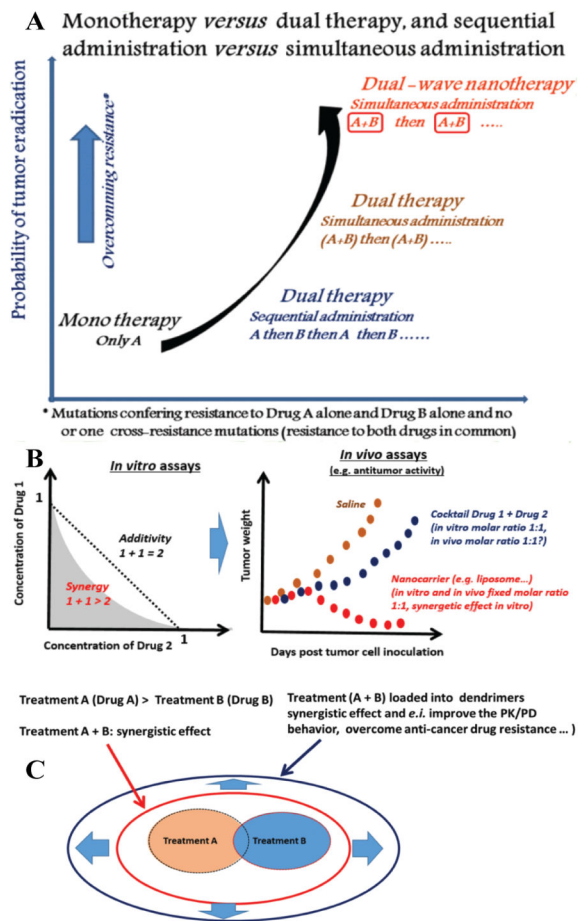 A
Monotherapy versus dual therapy, and sequential
administration versus simultaneous administration
Probability of tumor eradication
Overcomming resistance*
Dual-wave nanotherapy
Simultaneous administration
A+B then A+B …..
Dual therapy
Simultaneous administration
(A+B) then (A+B) …..
Dual therapy
Sequential administration
A then B then A then B ……
Mono therapy
Only A
* Mutations confering resistance to Drug A alone and Drug B alone and no
or one cross-resistance mutations (resistance to both drugs in common)
B
In vitro assays
Concentration of Drug 1
1
Additivity
1 + 1 = 2
Synergy
1 + 1 > 2
1
Concentration of Drug 2
In vivo assays
(e.g. antitumor activity)
Tumor weight
Saline
Cocktail Drug 1 + Drug 2
(in vitro molar ratio 1:1,
in vivo molar ratio 1:1?)
Nanocarrier (e.g. liposome...)
(in vitro and in vivo fixed molar ratio
1:1, synergetic effect in vitro)
Days post tumor cell inoculation
Treatment A (Drug A) > Treatment B (Drug B)
Treatment A + B: synergistic effect
Treatment (A + B) loaded into dendrimers
synergistic effect and e.i. improve the PK/PD
behavior, overcome anti-cancer drug resistance ... )
C
Treatment A
Treatment B